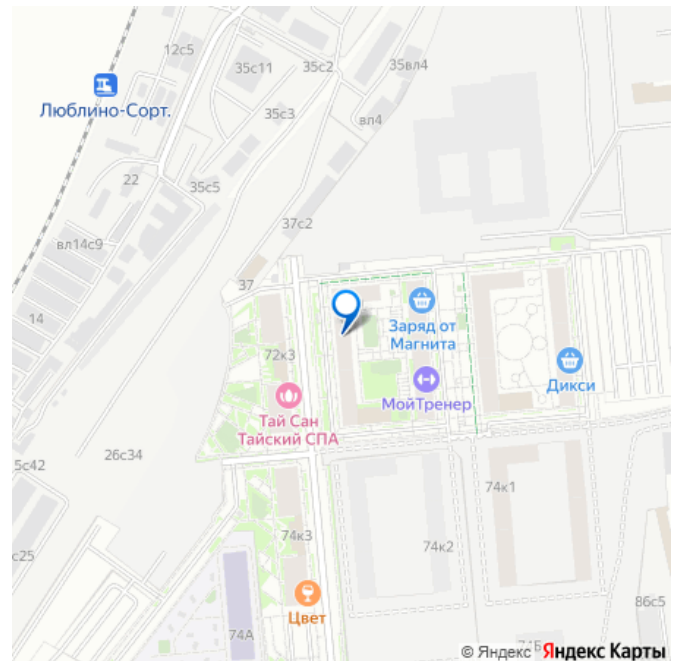 12с5
35с11
35с2
35вл4
Люблино-Сорт.
35с3
вл4
22
35с5
37с2
вл14с9
37
14
Заряд от
Магнита
72к3
Дикси
МойТренер
Тай Сан
Тайский СПА
5с42
26с34
74к1
74к3
74к2
с25
Цвет
86с5
74А
© Яндекс Яндекс Карты